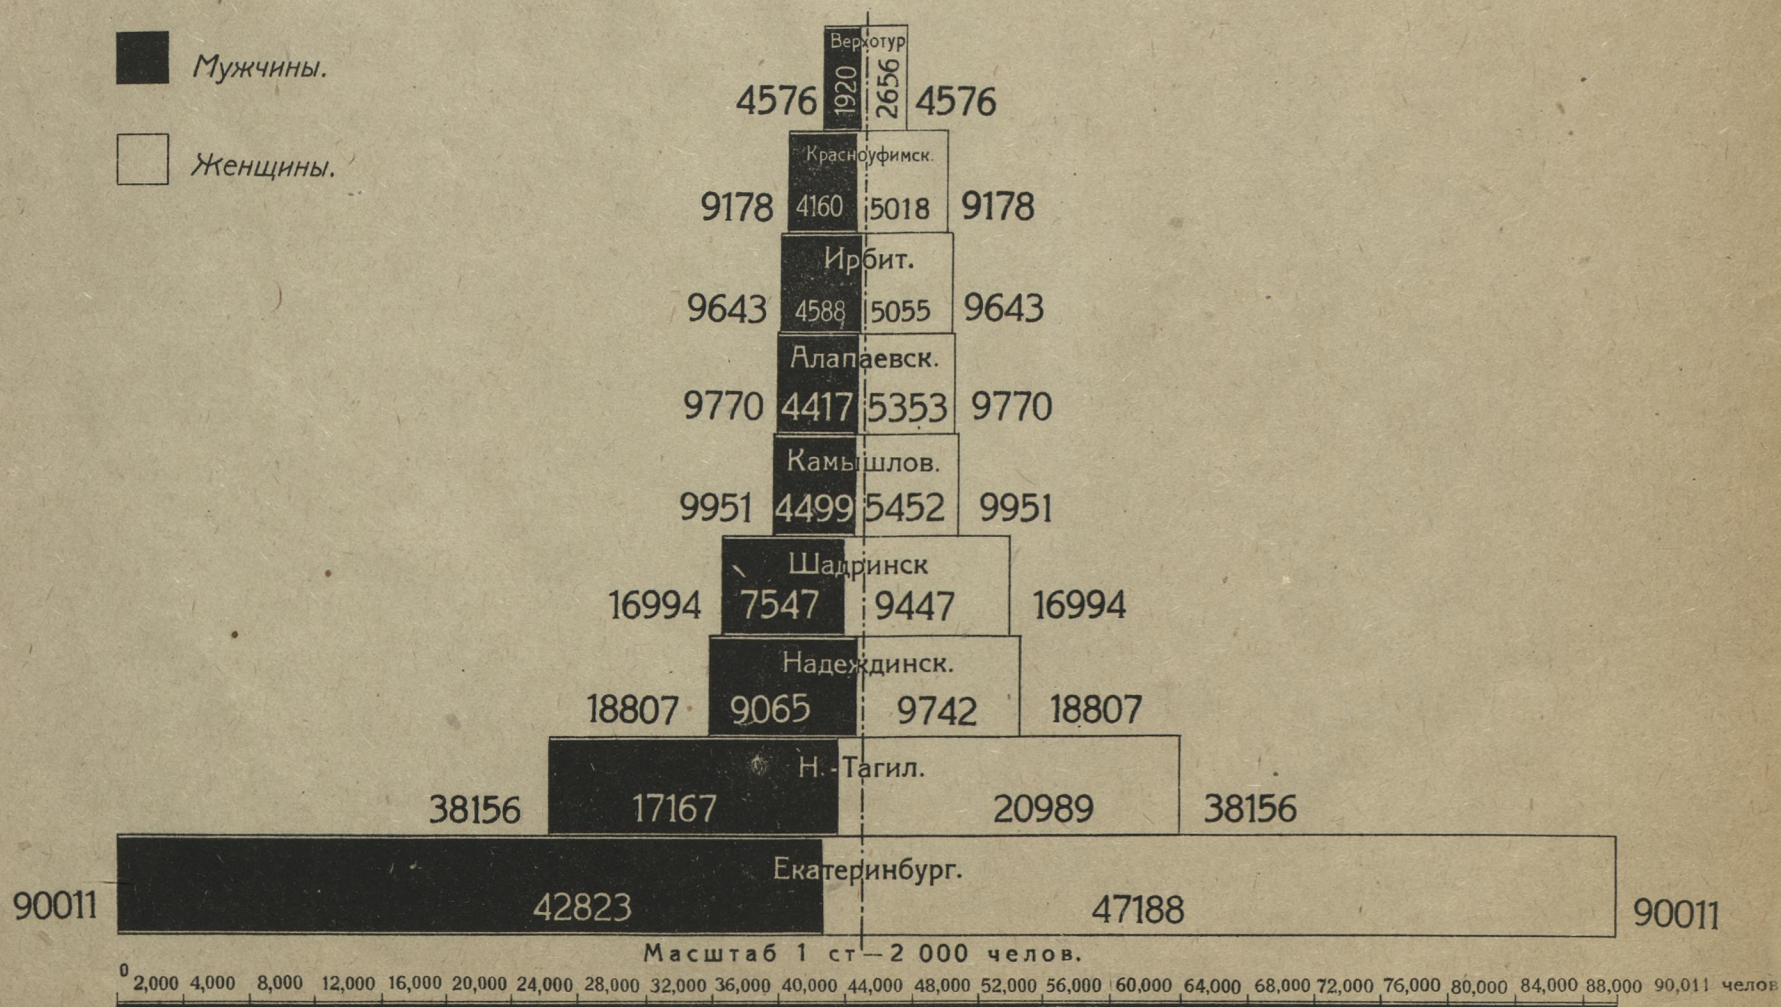 Мужчины.
Женщины.
Верхотур
4576 1920 2656 4576
Красноуфимск.
9178 4160 5018 9178
Ирбит.
9643 4588 5055 9643
Алапаевск.
9770 4417 5353 9770
Камышлов.
9951 4499 5452 9951
Шадринск
16994 7547 9447 16994
Надеждинск.
18807 9065 9742 18807
Н.-Тагил.
38156 17167 20989 38156
Екатеринбург.
90011 42823 47188 90011
Масштаб 1 ст—2 000 челов.
0 2,000 4,000 8,000 12,000 16,000 20,000 24,000 28,000 32,000 36,000 40,000 44,000 48,000 52,000 56,000 60,000 64,000 68,000 72,000 76,000 80,000 84,000 88,000 90,011 челов